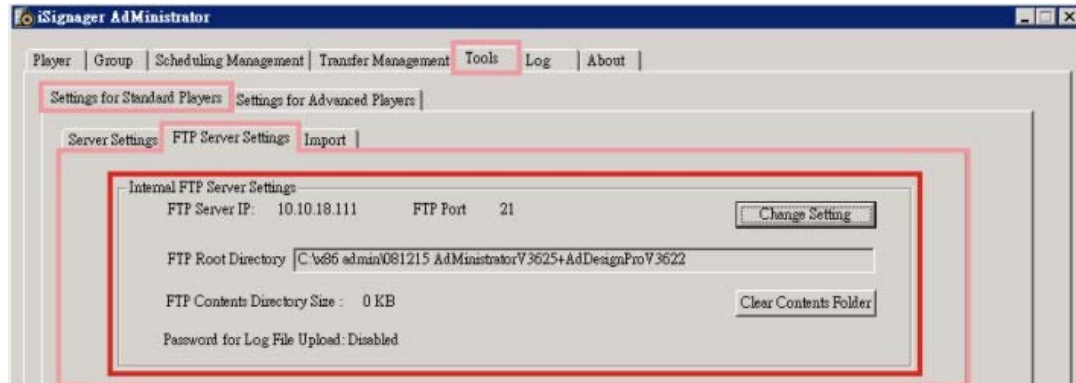 iSignager AdMinistrator
Player Group Scheduling Management Transfer Management Tools Log About
Settings for Standard Players Settings for Advanced Players
Server Settings FTP Server Settings Import
Internal FTP Server Settings
FTP Server IP: 10.10.18.111 FTP Port 21 Change Setting
FTP Root Directory C:\x86 admin\081215 AdMinistratorV3625+AdDesignProV3622
FTP Contents Directory Size : 0 KB Clear Contents Folder
Password for Log File Upload: Disabled